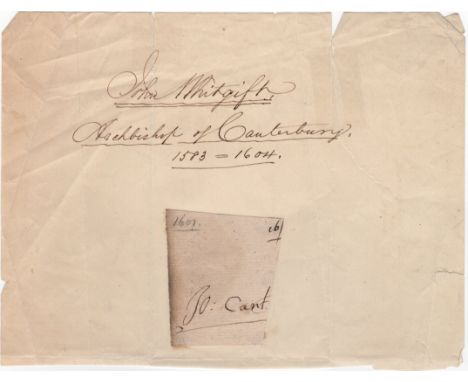 John Whitgift.
Archbishop of Canterbury.
1583 = 1604.
1601. 16
Jo: Cant